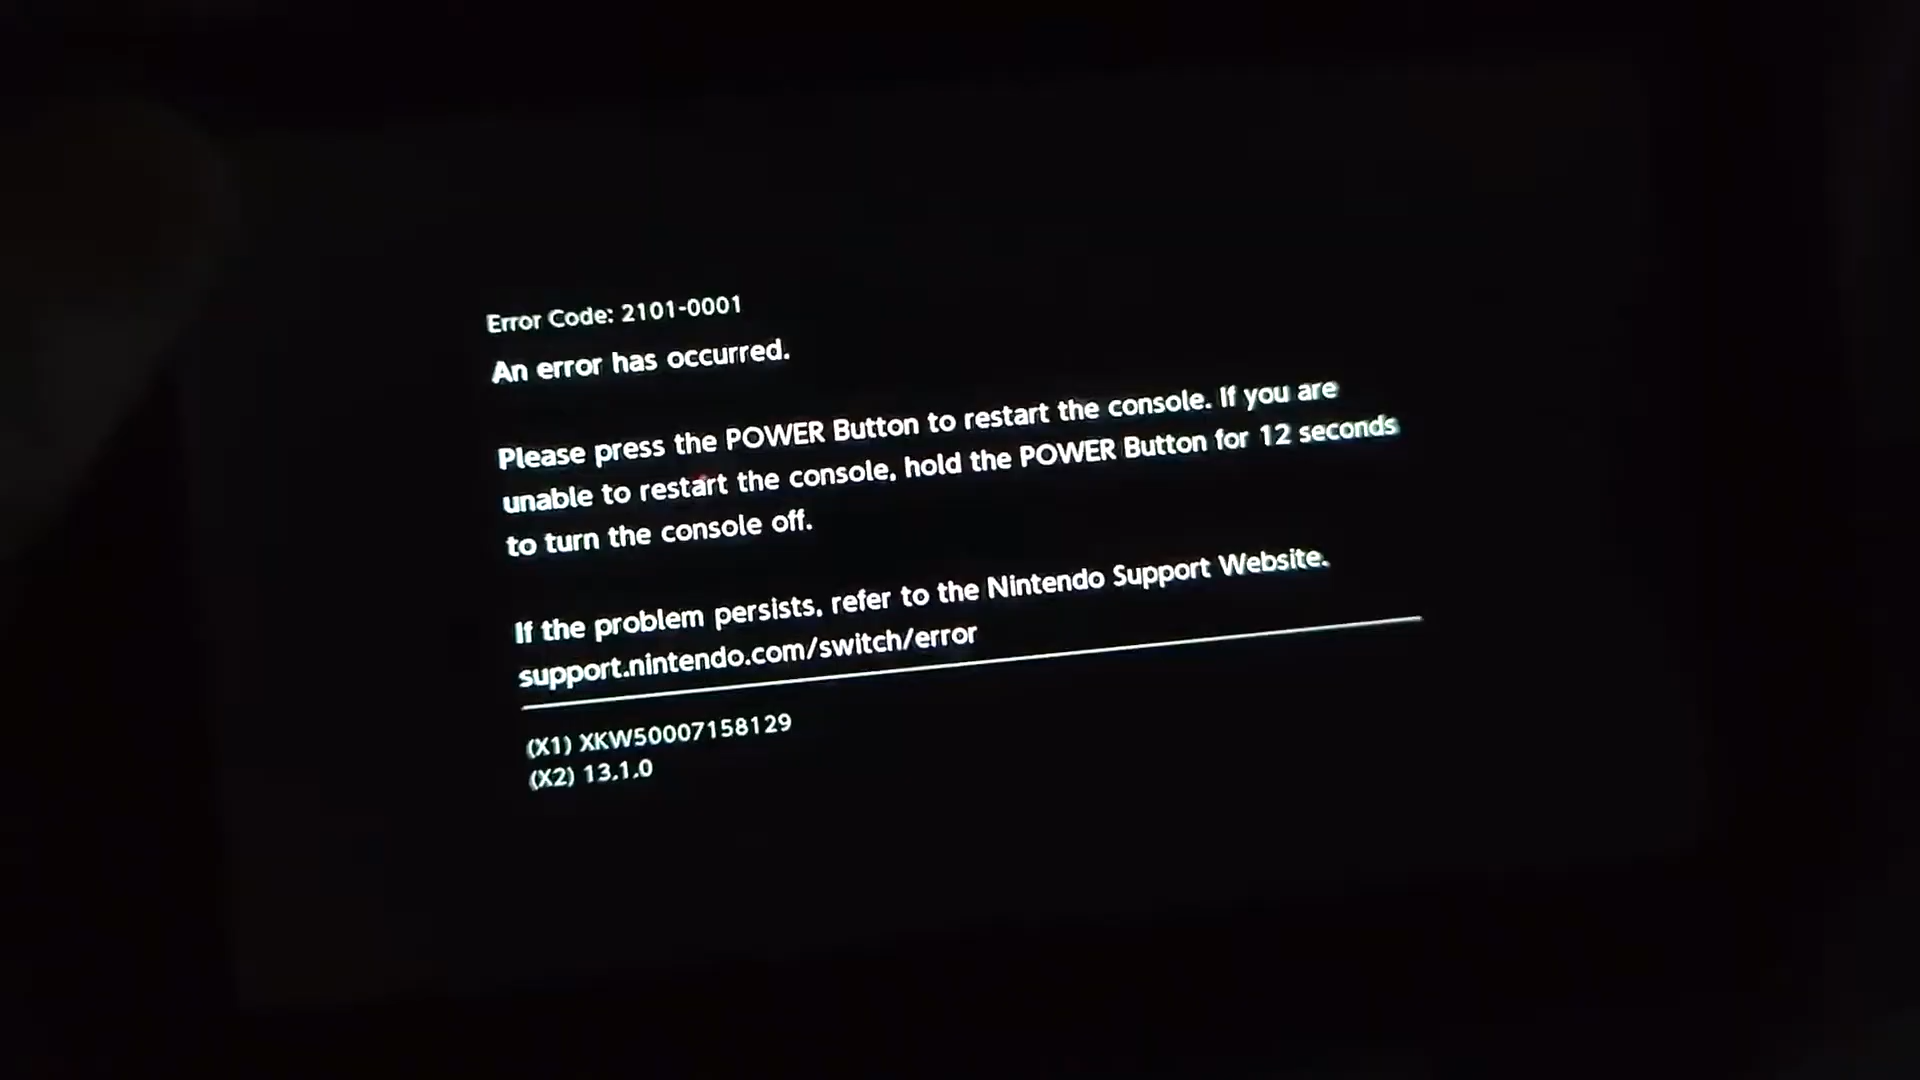 Error Code: 2101-0001
An error has occurred.
Please press the POWER Button to restart the console. If you are
unable to restart the console, hold the POWER Button for 12 seconds
to turn the console off.
If the problem persists, refer to the Nintendo Support Website.
support.nintendo.com/switch/error
(X1) XKW50007158129
(X2) 13.1.0